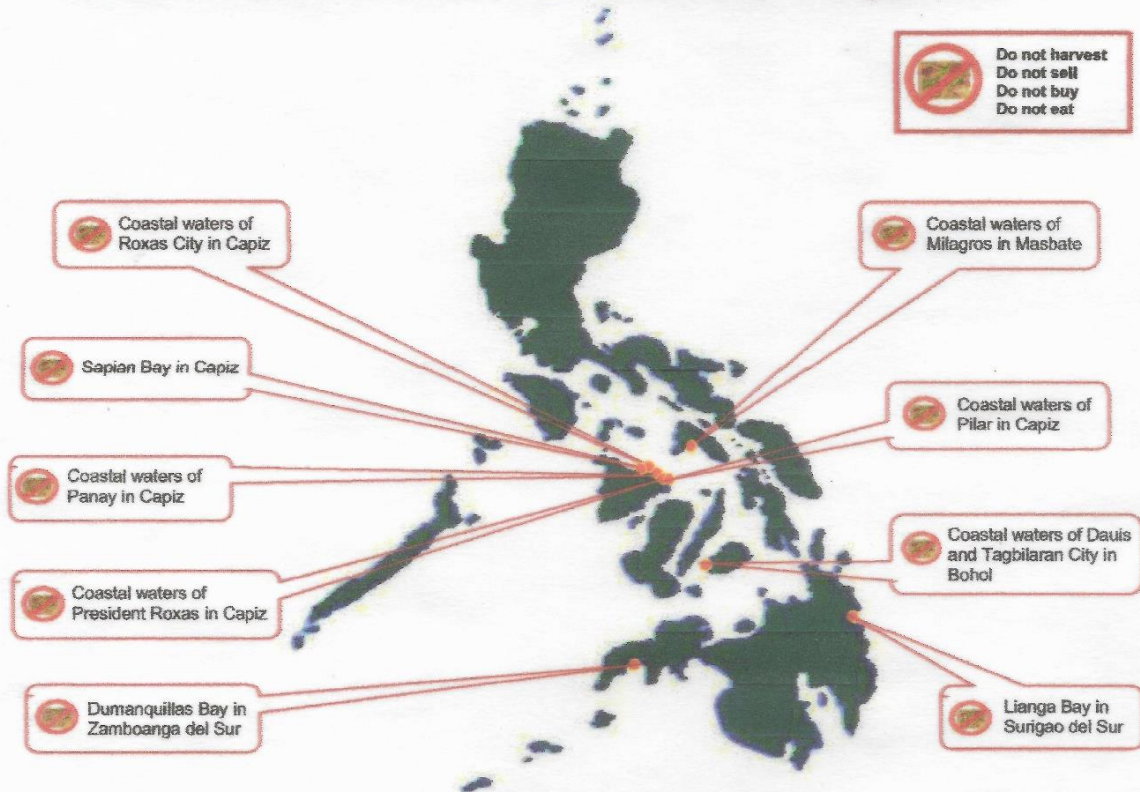 Do not harvest
Do not sell
Do not buy
Do not eat
Coastal waters of
Roxas City in Capiz
Coastal waters of
Milagros in Masbate
Sapian Bay in Capiz
Coastal waters of
Pilar in Capiz
Coastal waters of
Panay in Capiz
Coastal waters of Dauis
and Tagbilaran City in
Bohol
Coastal waters of
President Roxas in Capiz
Dumanquillas Bay in
Zamboanga del Sur
Lianga Bay in
Surigao del Sur